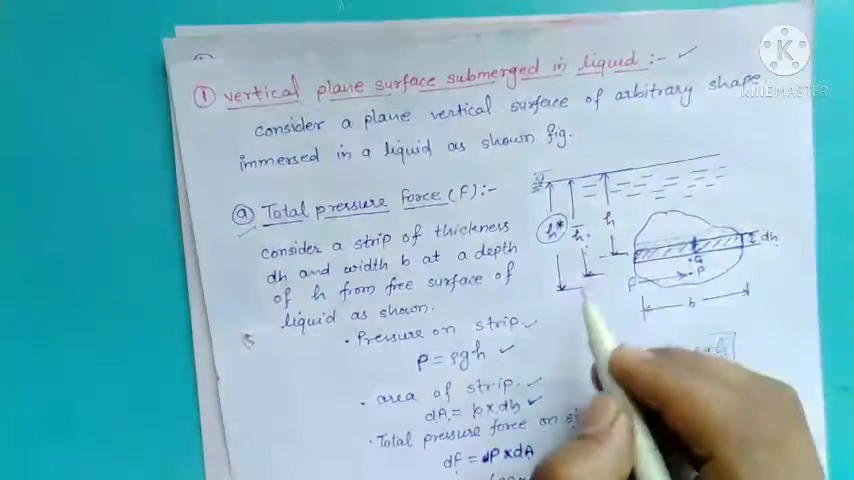 ① vertical plane surface submerged in liquid :- ✓
consider a plane vertical surface of arbitrary shape
immersed in a liquid as shown fig.
ⓐ Total pressure force (F) :-
consider a strip of thickness
dh and width b at a depth
of h from free surface of
liquid as shown.
• Pressure on strip. ✓
P = ρgh ✓
• area of strip. ✓
dA = b x dh ✓
• Total pressure force on
df = dP x dA
h*
h̄
h
dh
G
P
F
b
K
KINEMASTER